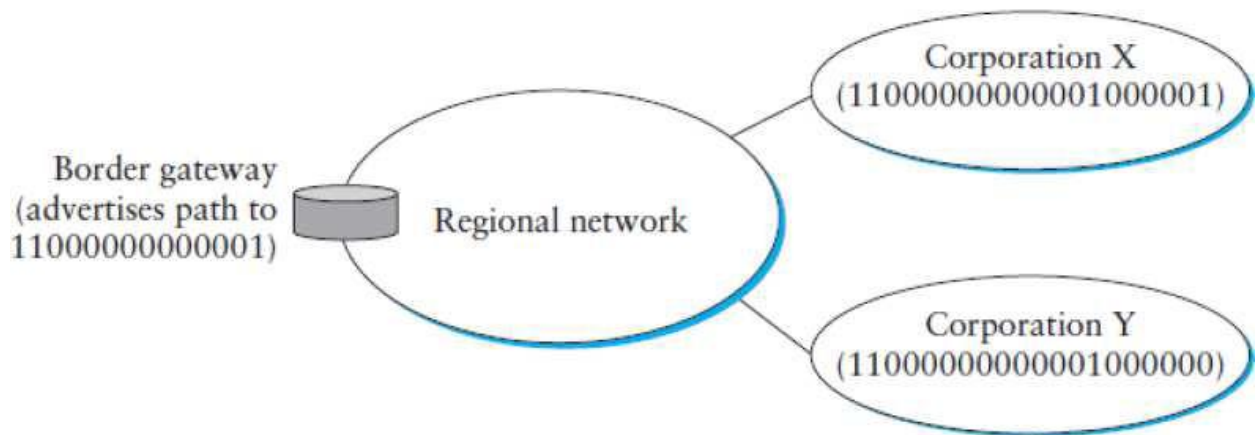 Corporation X
(11000000000001000001)
Border gateway
(advertises path to
11000000000001)
Regional network
Corporation Y
(11000000000001000000)